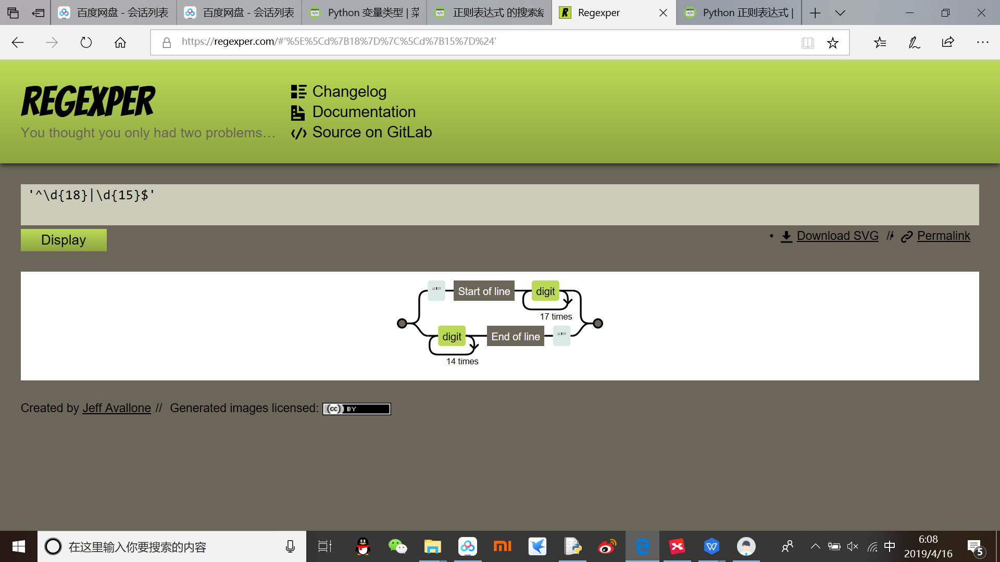 百度网盘 - 会话列表
百度网盘 - 会话列表
Python 变量类型 | 菜
正则表达式 的搜索结
Regexper
Python 正则表达式 |
https://regexper.com/#'%5E%5Cd%7B18%7D%7C%5Cd%7B15%7D%24'
REGEXPER
You thought you only had two problems…
Changelog
Documentation
Source on GitLab
'^\d{18}|\d{15}$'
Display
• Download SVG // Permalink
“'” Start of line digit
17 times
digit End of line “'”
14 times
Created by Jeff Avallone // Generated images licensed: (cc) BY
在这里输入你要搜索的内容
中
6:08
2019/4/16
5